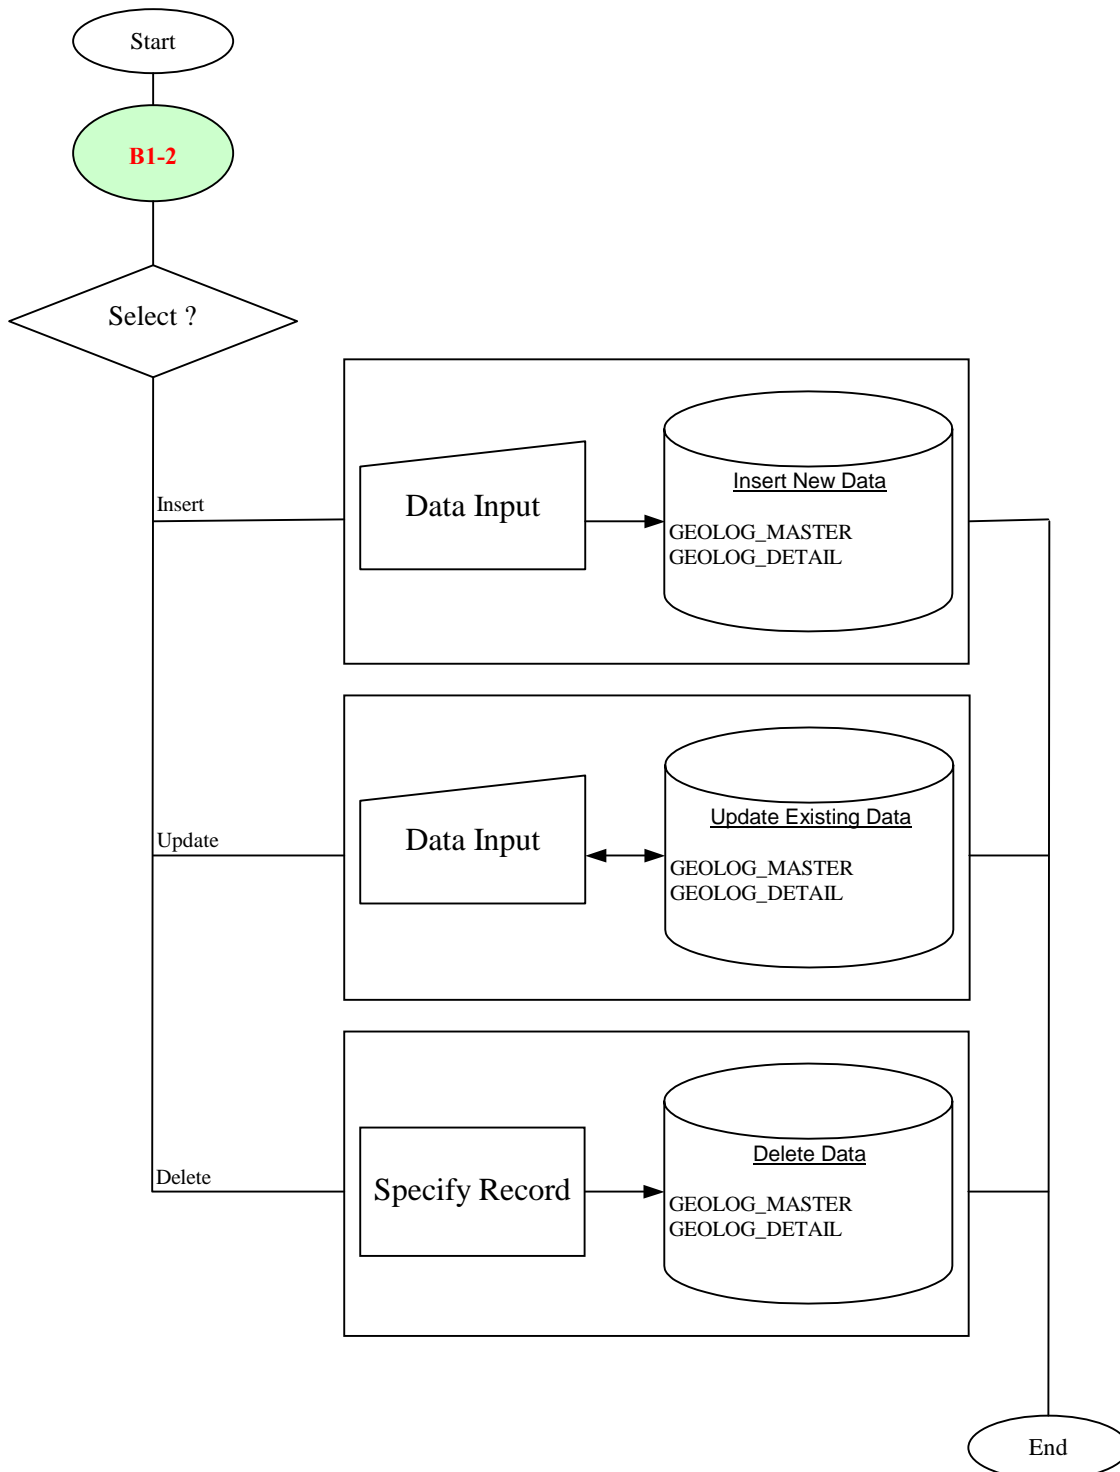 Start
B1-2
Select ?
Insert
Data Input
Insert New Data
GEOLOG_MASTER
GEOLOG_DETAIL
Update
Data Input
Update Existing Data
GEOLOG_MASTER
GEOLOG_DETAIL
Delete
Specify Record
Delete Data
GEOLOG_MASTER
GEOLOG_DETAIL
End